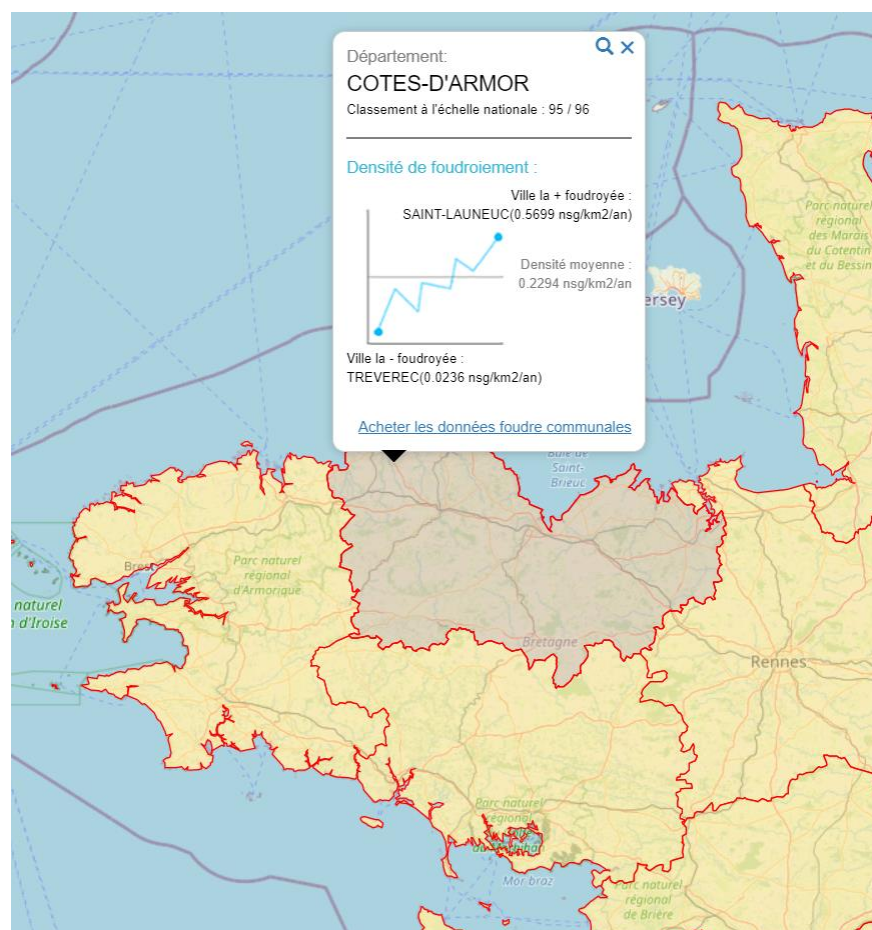 Département:
COTES-D'ARMOR
Classement à l'échelle nationale : 95 / 96
Densité de foudroiement :
Ville la + foudroyée :
SAINT-LAUNEUC(0.5699 nsg/km2/an)
Densité moyenne :
0.2294 nsg/km2/an
Ville la - foudroyée :
TREVEREC(0.0236 nsg/km2/an)
Acheter les données foudre communales
Parc naturel
régional
des Marais
du Cotentin
et du Bessin
ersey
Baie de
Saint-
Brieuc
Brest
Parc naturel
régional
d'Armorique
naturel
n d'Iroise
Bretagne
Rennes
Parc naturel
régional
du Morbihan
Mor braz
Parc naturel
régional
de Brière